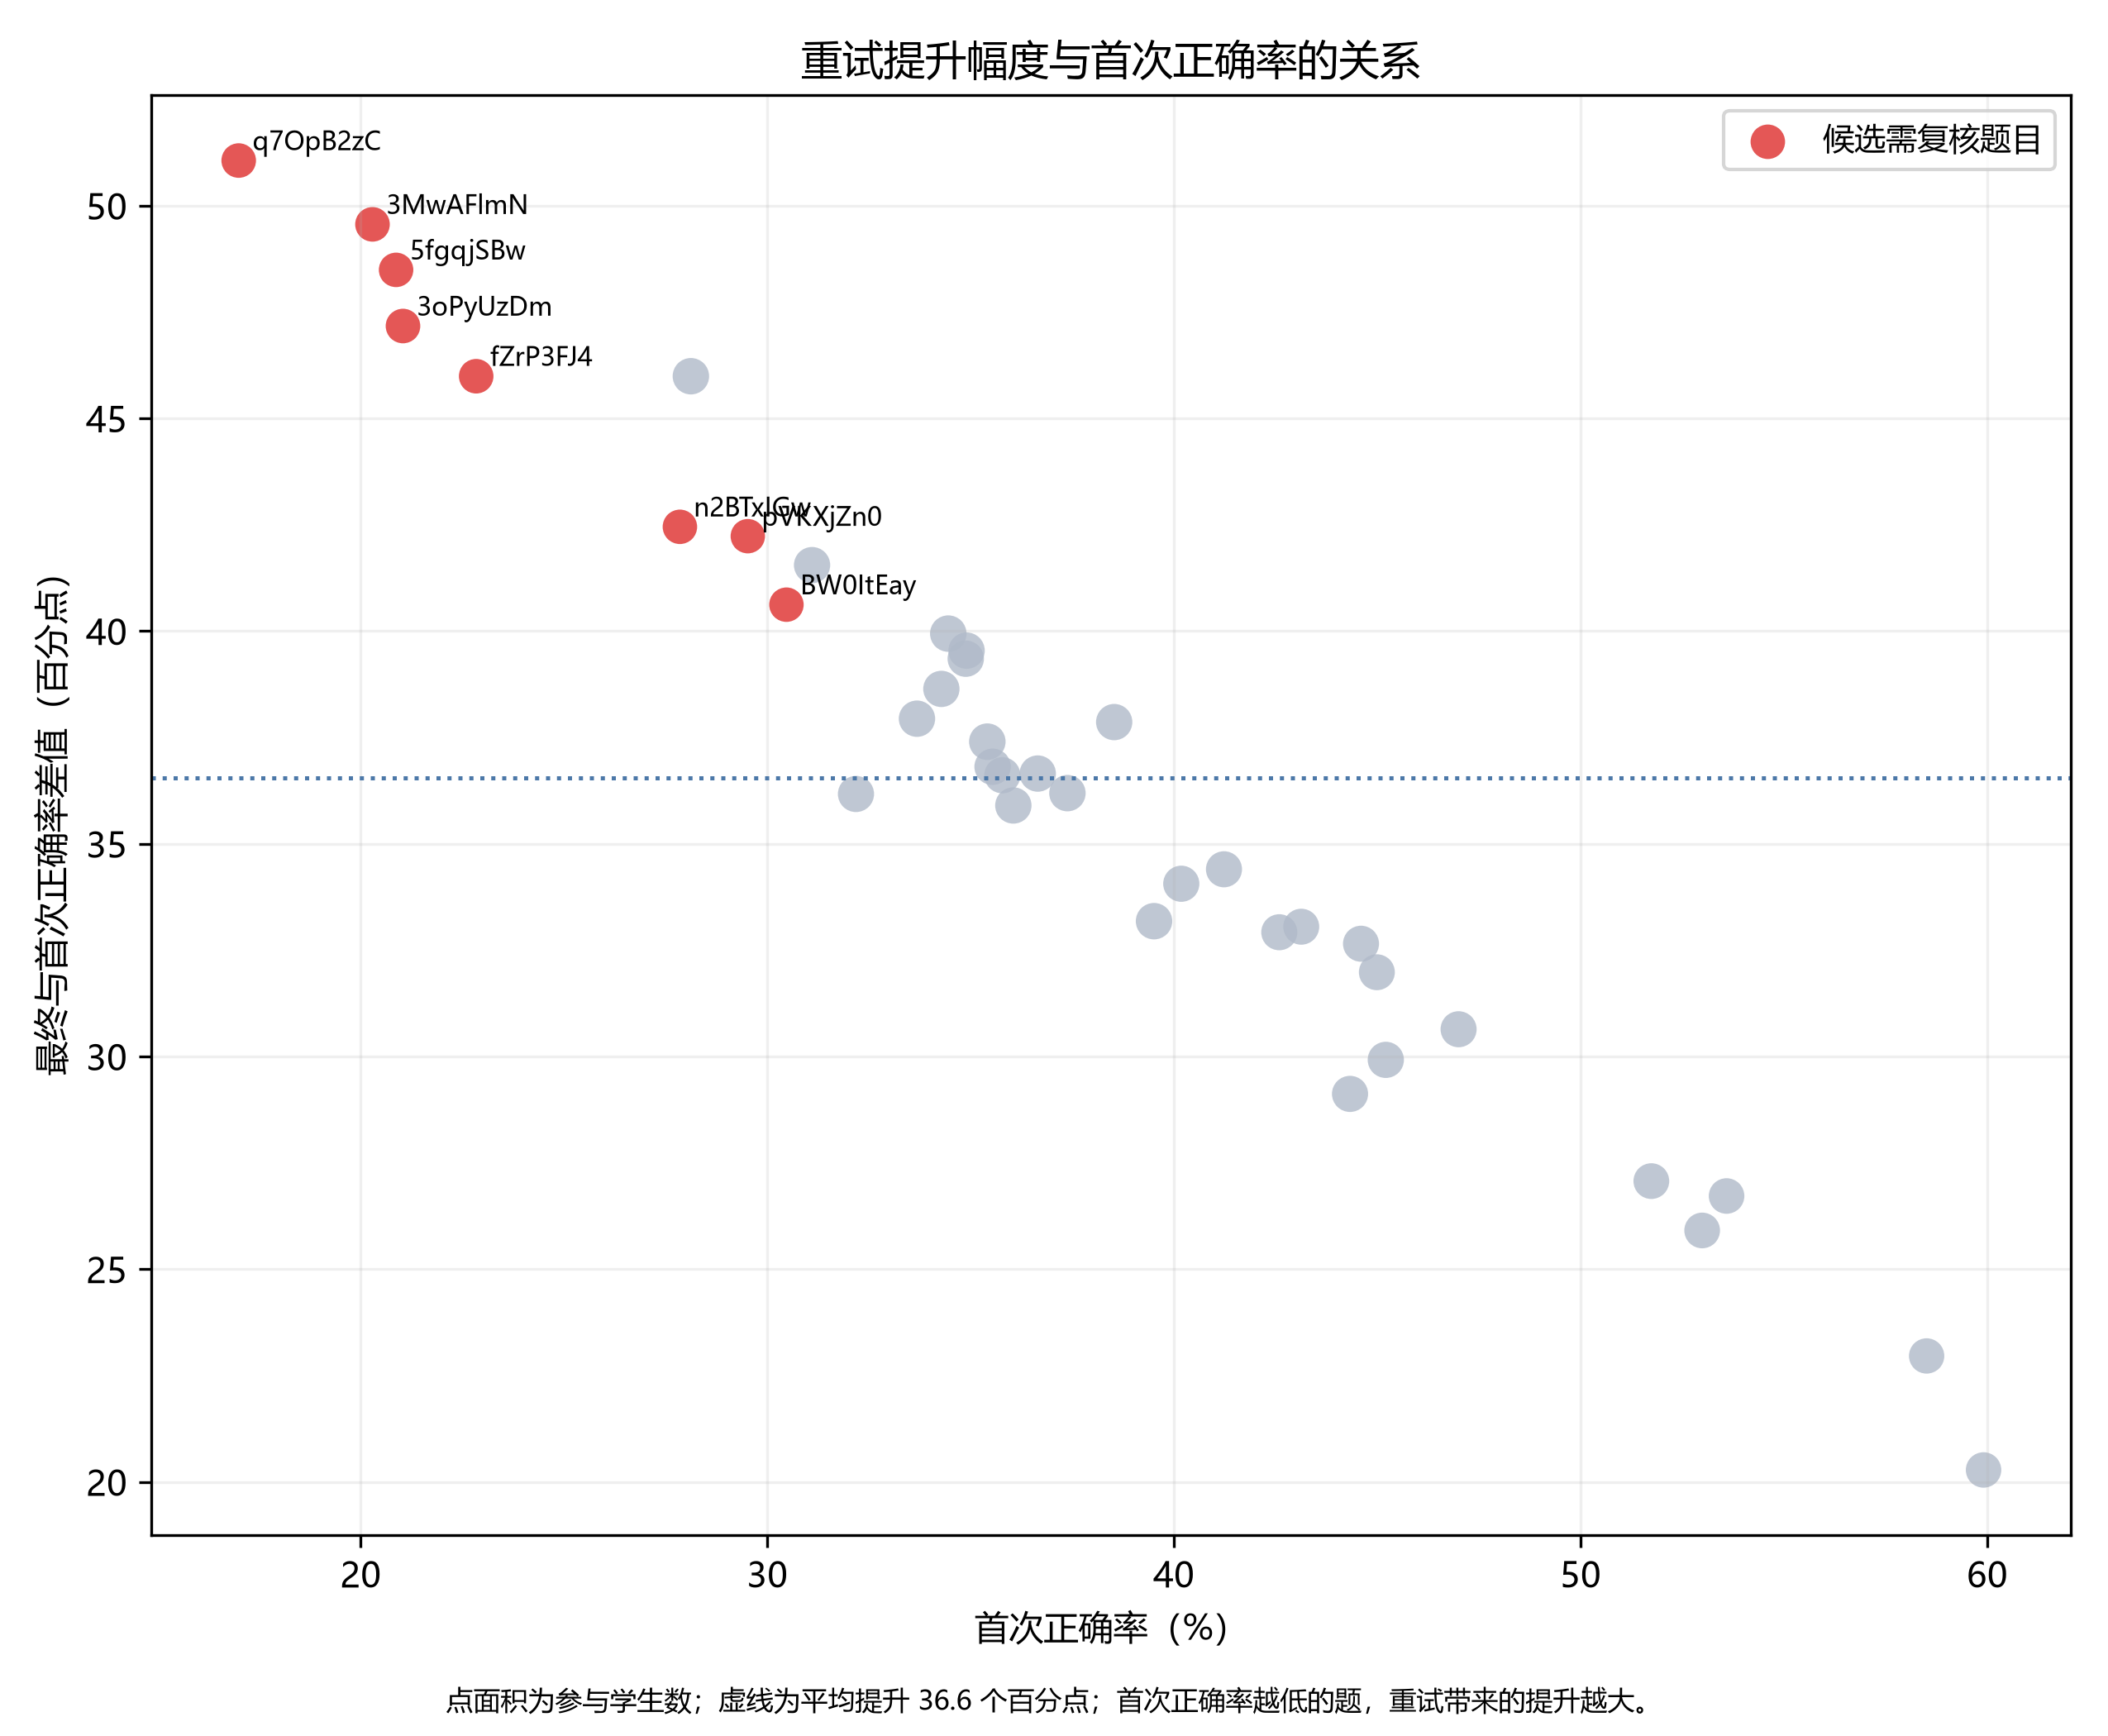 重试提升幅度与首次正确率的关系
候选需复核题目
q7OpB2zC
3MwAFlmN
5fgqjSBw
3oPyUzDm
fZrP3FJ4
n2BTxJGw
pVKXjZn0
BW0ItEay
50
45
40
35
30
25
20
最终与首次正确率差值（百分点）
20 30 40 50 60
首次正确率（%）
点面积为参与学生数；虚线为平均提升 36.6 个百分点；首次正确率越低的题，重试带来的提升越大。